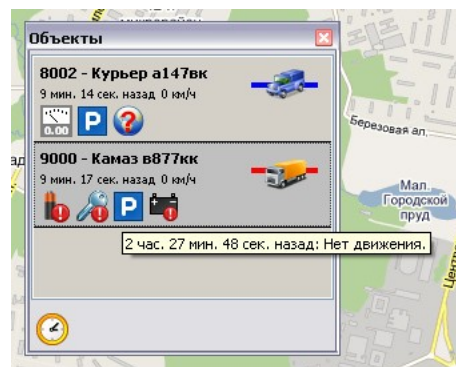 Объекты
8002 - Курьер а147вк
9 мин. 14 сек. назад 0 км/ч
0.00 P ?
9000 - Камаз в877кк
9 мин. 17 сек. назад 0 км/ч
P
2 час. 27 мин. 48 сек. назад: Нет движения.
Березовая ал.
Мал.
Городской
пруд